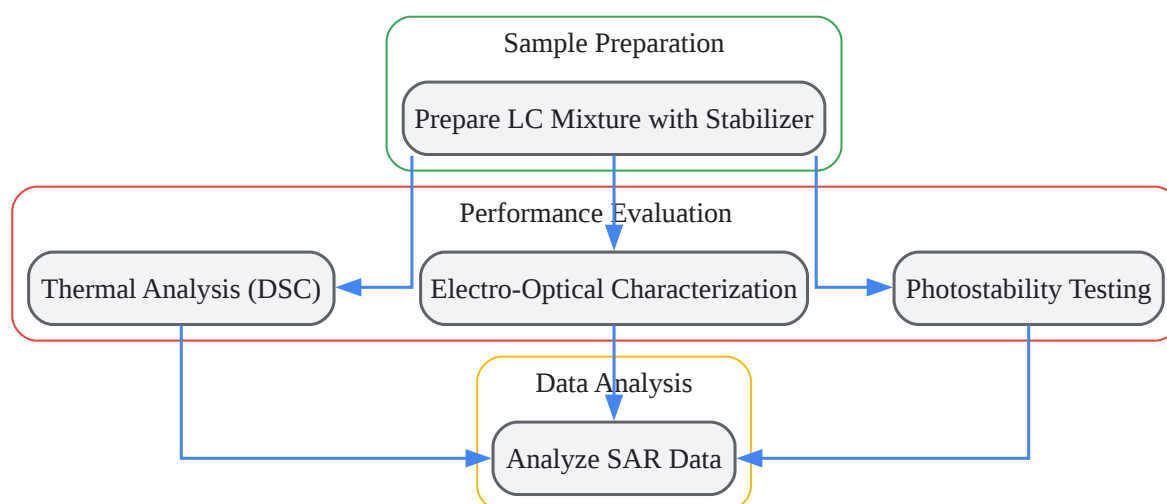 Sample Preparation
Prepare LC Mixture with Stabilizer
Performance Evaluation
Thermal Analysis (DSC)
Electro-Optical Characterization
Photostability Testing
Data Analysis
Analyze SAR Data